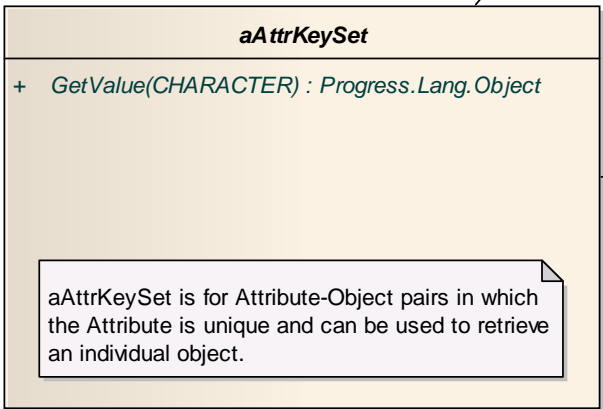 aAttrKeySet
+ GetValue(CHARACTER) : Progress.Lang.Object
aAttrKeySet is for Attribute-Object pairs in which
the Attribute is unique and can be used to retrieve
an individual object.